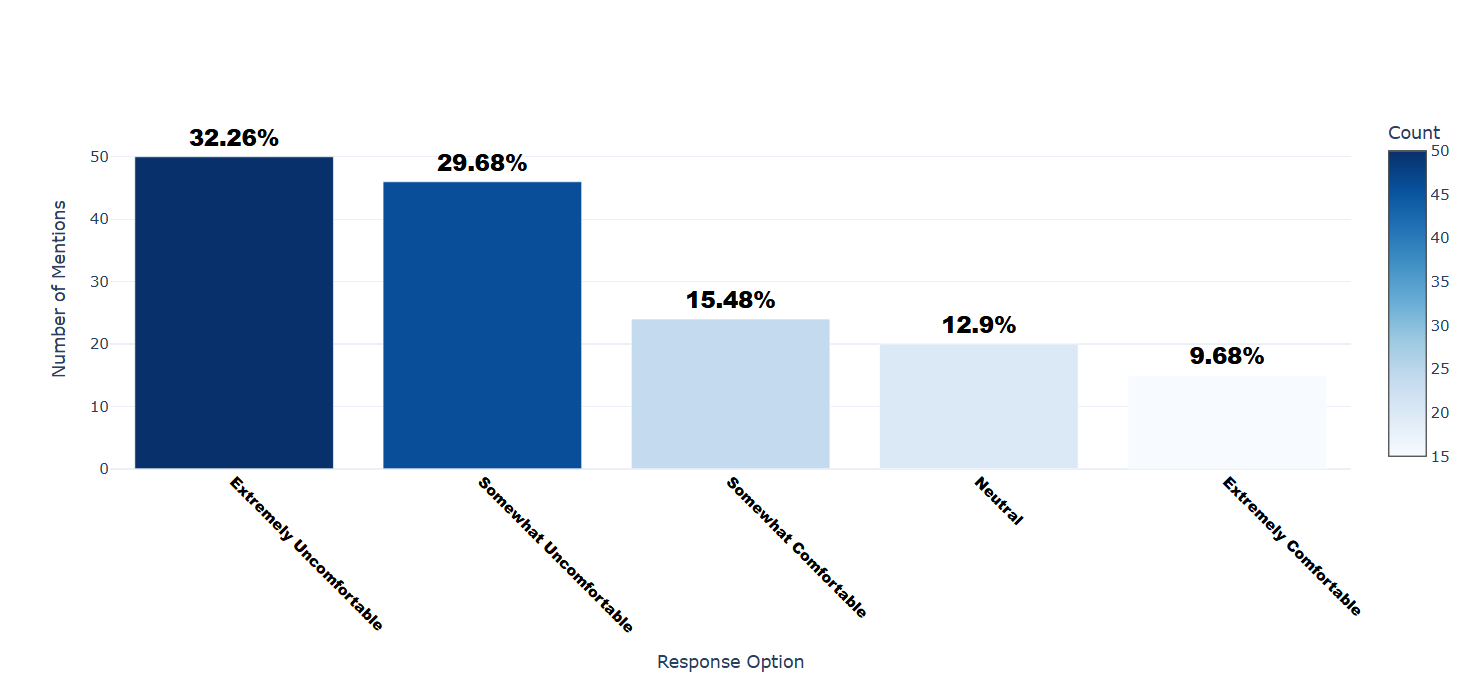 32.26%
29.68%
15.48%
12.9%
9.68%
Number of Mentions
50
40
30
20
10
0
Extremely Uncomfortable
Somewhat Uncomfortable
Somewhat Comfortable
Neutral
Extremely Comfortable
Response Option
Count
50
45
40
35
30
25
20
15